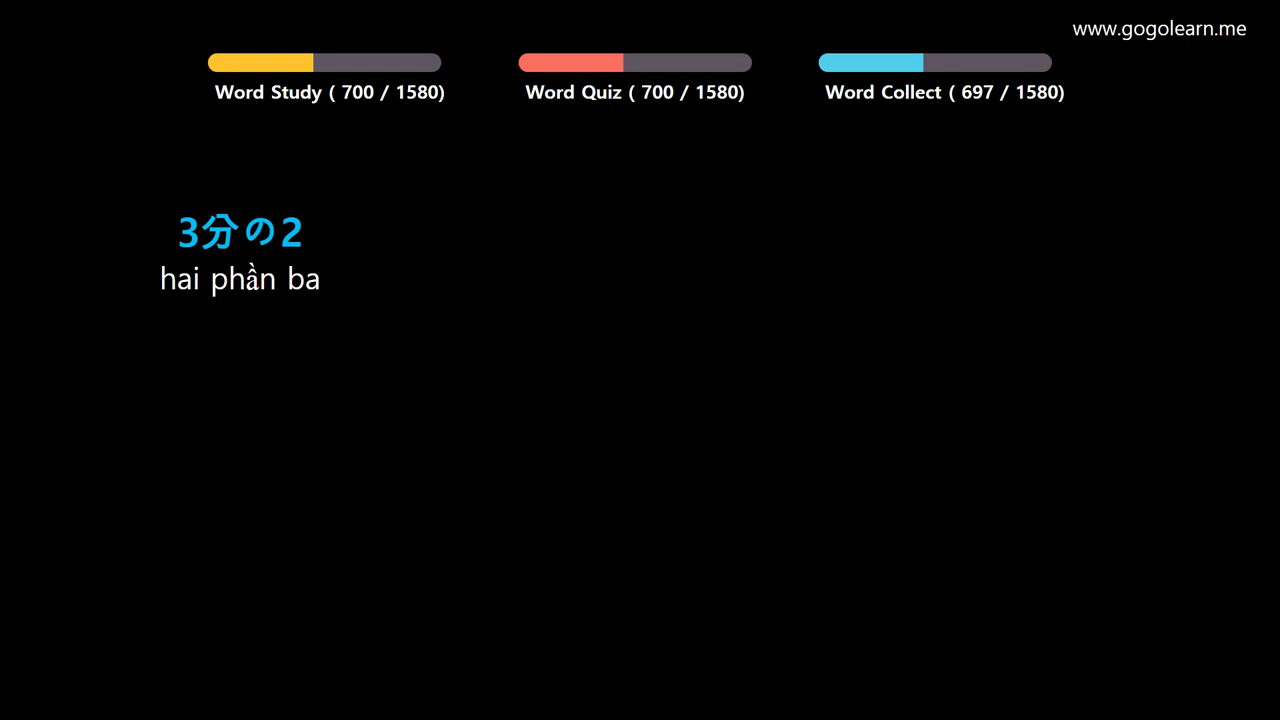 www.gogolearn.me
Word Study ( 700 / 1580)
Word Quiz ( 700 / 1580)
Word Collect ( 697 / 1580)
3分の2
hai phần ba